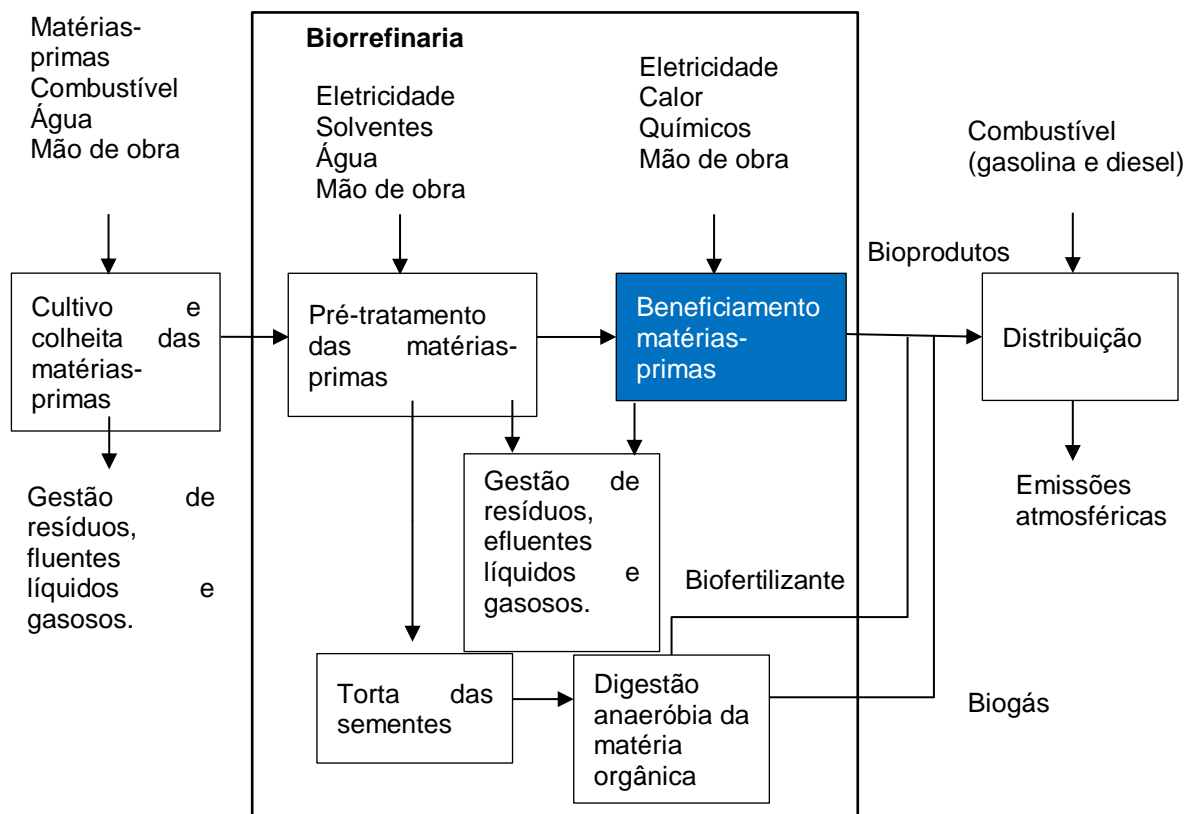 Matérias-
primas
Combustível
Água
Mão de obra
Biorrefinaria
Eletricidade
Solventes
Água
Mão de obra
Eletricidade
Calor
Químicos
Mão de obra
Combustível
(gasolina e diesel)
Cultivo e
colheita das
matérias-
primas
Pré-tratamento
das matérias-
primas
Beneficiamento
matérias-
primas
Bioprodutos
Distribuição
Gestão de
resíduos,
fluentes
líquidos e
gasosos.
Gestão de
resíduos,
efluentes
líquidos e
gasosos.
Emissões
atmosféricas
Biofertilizante
Torta das
sementes
Digestão
anaeróbia da
matéria
orgânica
Biogás